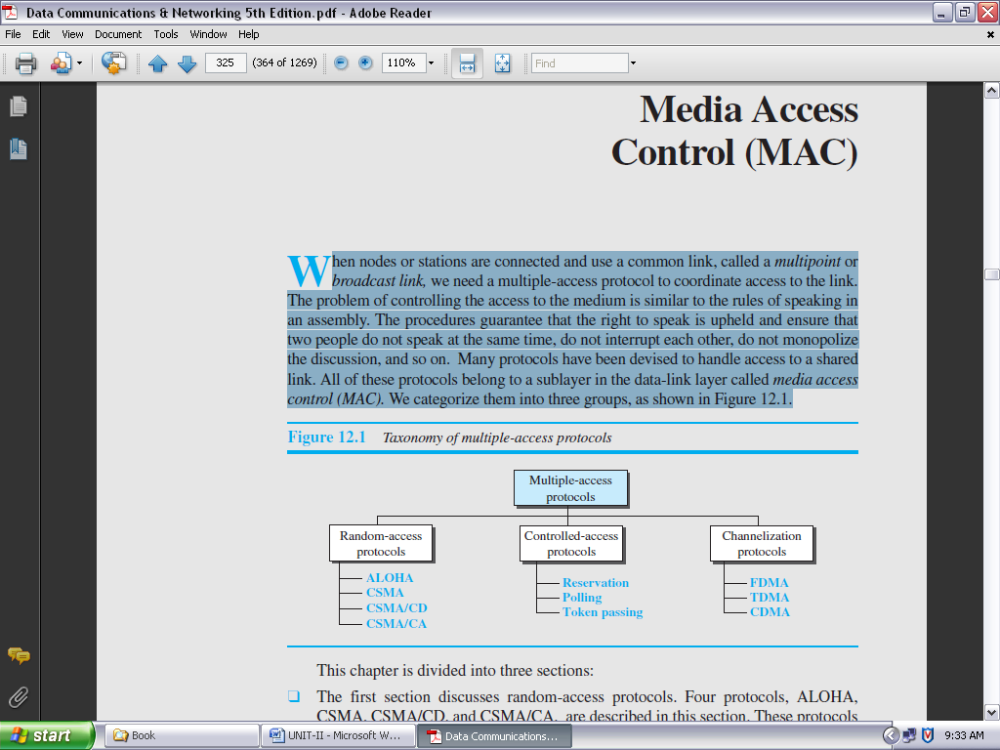 Data Communications & Networking 5th Edition.pdf - Adobe Reader
File Edit View Document Tools Window Help
325 (364 of 1269) 110% Find
Media Access
Control (MAC)
When nodes or stations are connected and use a common link, called a multipoint or
broadcast link, we need a multiple-access protocol to coordinate access to the link.
The problem of controlling the access to the medium is similar to the rules of speaking in
an assembly. The procedures guarantee that the right to speak is upheld and ensure that
two people do not speak at the same time, do not interrupt each other, do not monopolize
the discussion, and so on. Many protocols have been devised to handle access to a shared
link. All of these protocols belong to a sublayer in the data-link layer called media access
control (MAC). We categorize them into three groups, as shown in Figure 12.1.
Figure 12.1 Taxonomy of multiple-access protocols
Multiple-access
protocols
Random-access
protocols
ALOHA
CSMA
CSMA/CD
CSMA/CA
Controlled-access
protocols
Reservation
Polling
Token passing
Channelization
protocols
FDMA
TDMA
CDMA
This chapter is divided into three sections:
❑ The first section discusses random-access protocols. Four protocols, ALOHA,
CSMA, CSMA/CD, and CSMA/CA, are described in this section. These protocols
start Book UNIT-II - Microsoft W... Data Communications... 9:33 AM